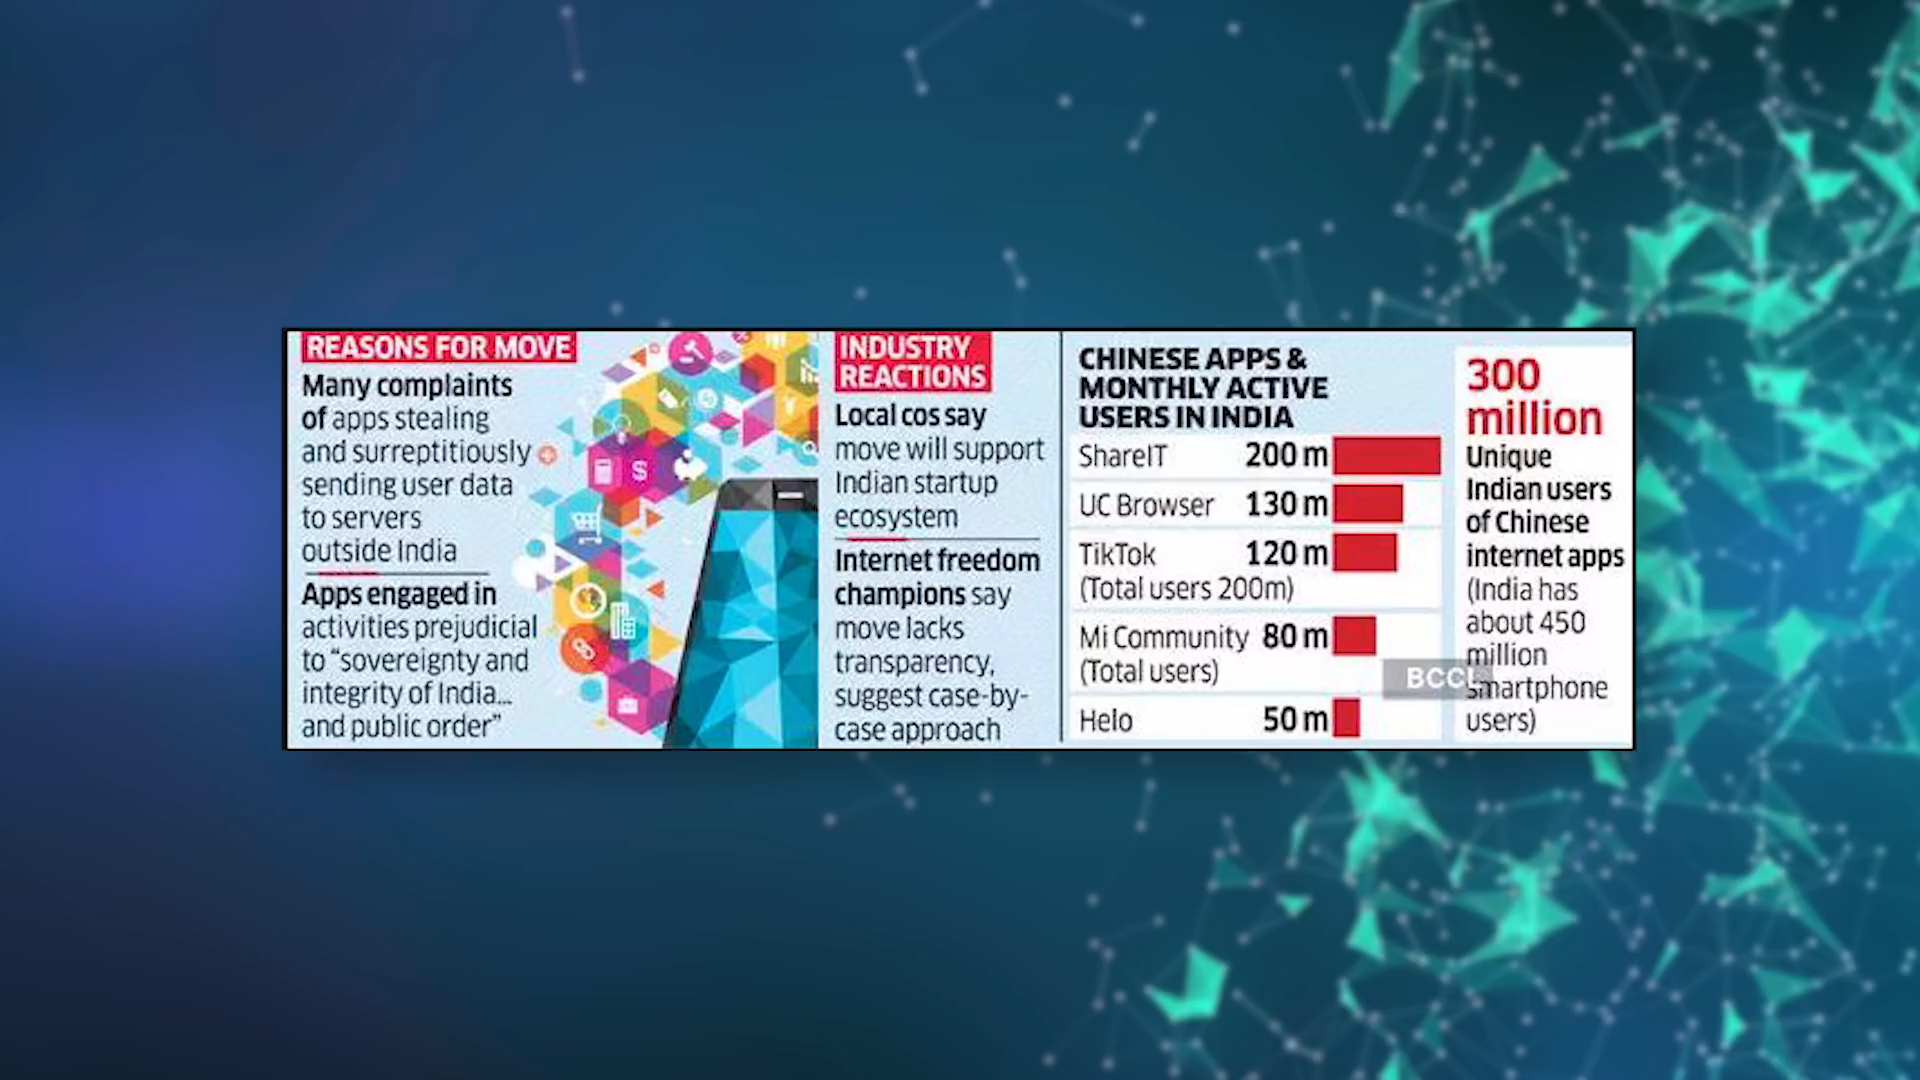 REASONS FOR MOVE
Many complaints
of apps stealing
and surreptitiously
sending user data
to servers
outside India
Apps engaged in
activities prejudicial
to “sovereignty and
integrity of India...
and public order”
INDUSTRY
REACTIONS
Local cos say
move will support
Indian startup
ecosystem
Internet freedom
champions say
move lacks
transparency,
suggest case-by-
case approach
CHINESE APPS &
MONTHLY ACTIVE
USERS IN INDIA
ShareIT 200 m
UC Browser 130 m
TikTok 120 m
(Total users 200m)
Mi Community 80 m
(Total users)
Helo 50 m
300
million
Unique
Indian users
of Chinese
internet apps
(India has
about 450
million
smartphone
users)
BCCL